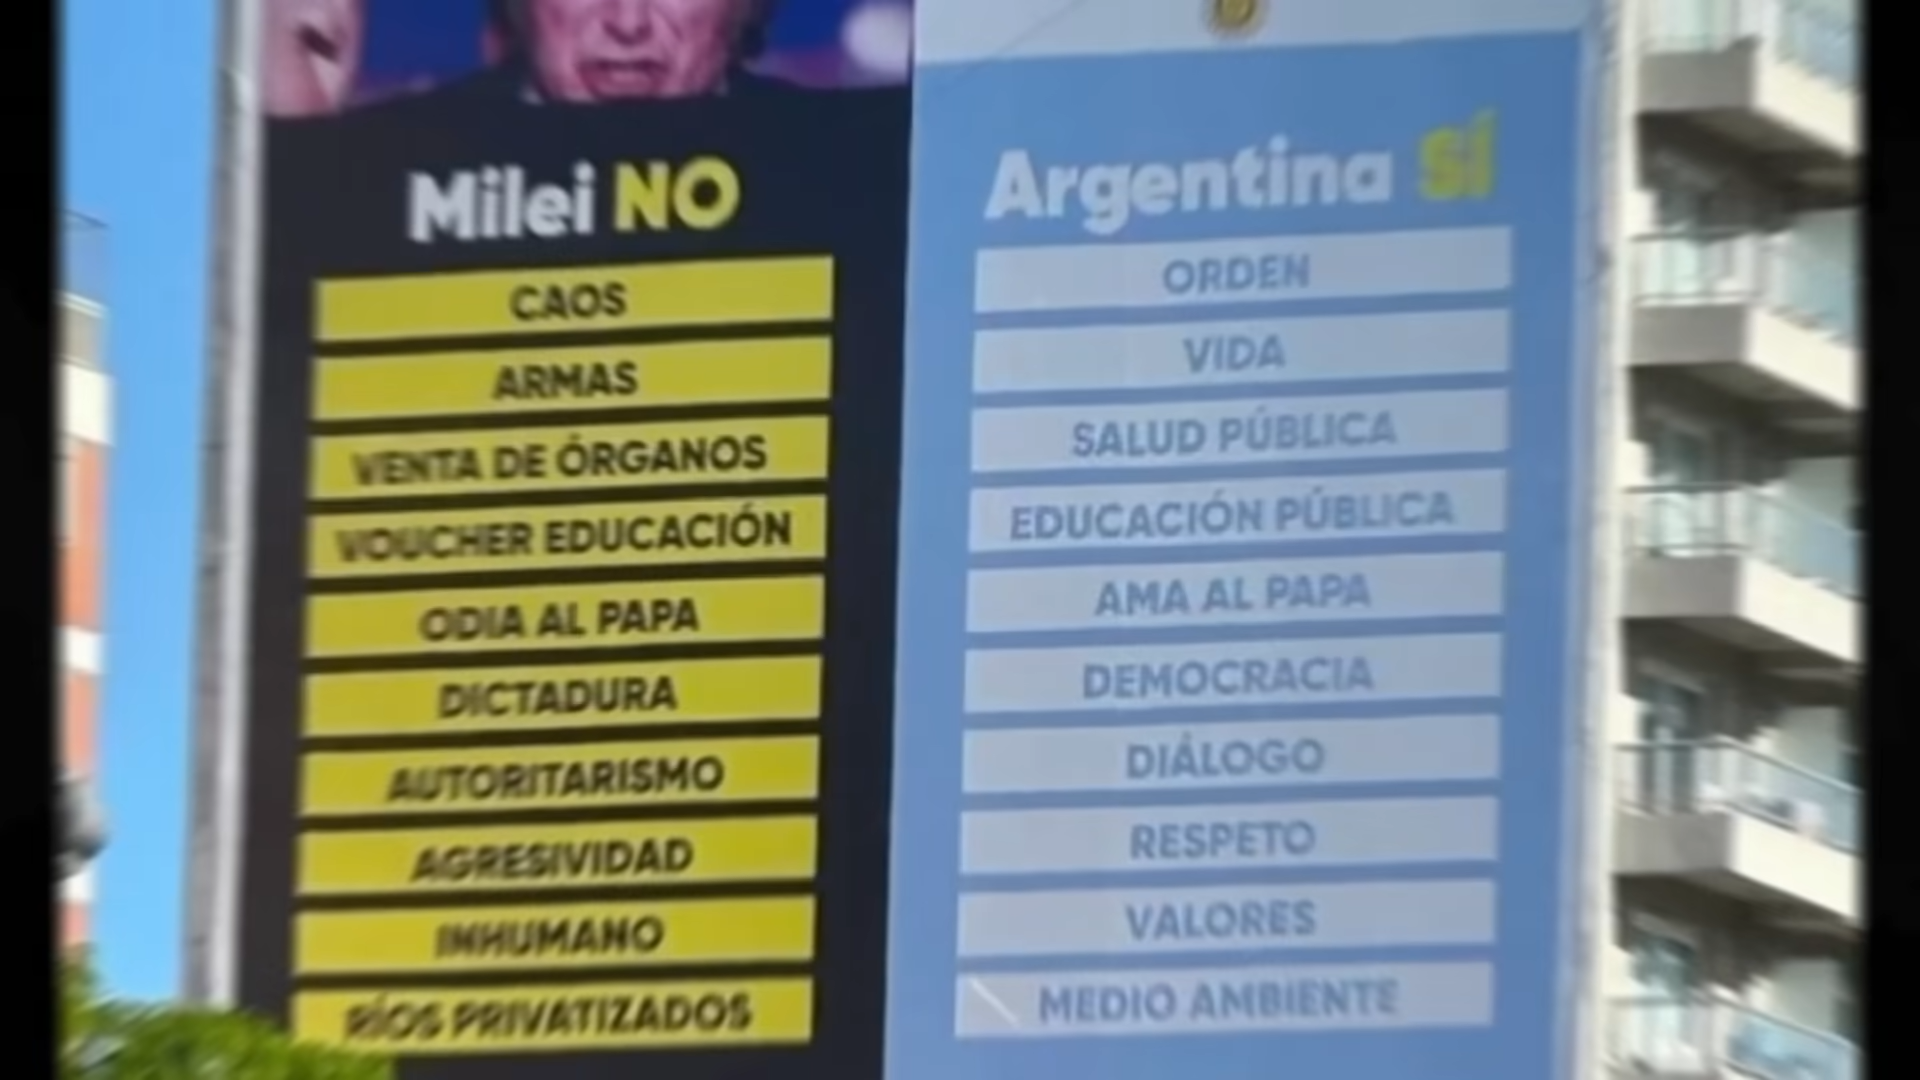 Milei NO
CAOS
ARMAS
VENTA DE ÓRGANOS
VOUCHER EDUCACIÓN
ODIA AL PAPA
DICTADURA
AUTORITARISMO
AGRESIVIDAD
INHUMANO
RÍOS PRIVATIZADOS
Argentina SÍ
ORDEN
VIDA
SALUD PÚBLICA
EDUCACIÓN PÚBLICA
AMA AL PAPA
DEMOCRACIA
DIÁLOGO
RESPETO
VALORES
MEDIO AMBIENTE